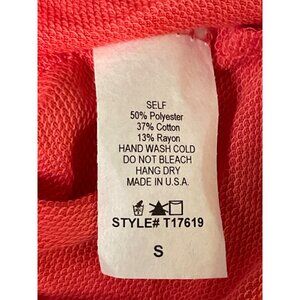 SELF
50% Polyester
37% Cotton
13% Rayon
HAND WASH COLD
DO NOT BLEACH
HANG DRY
MADE IN U.S.A.
STYLE# T17619
S